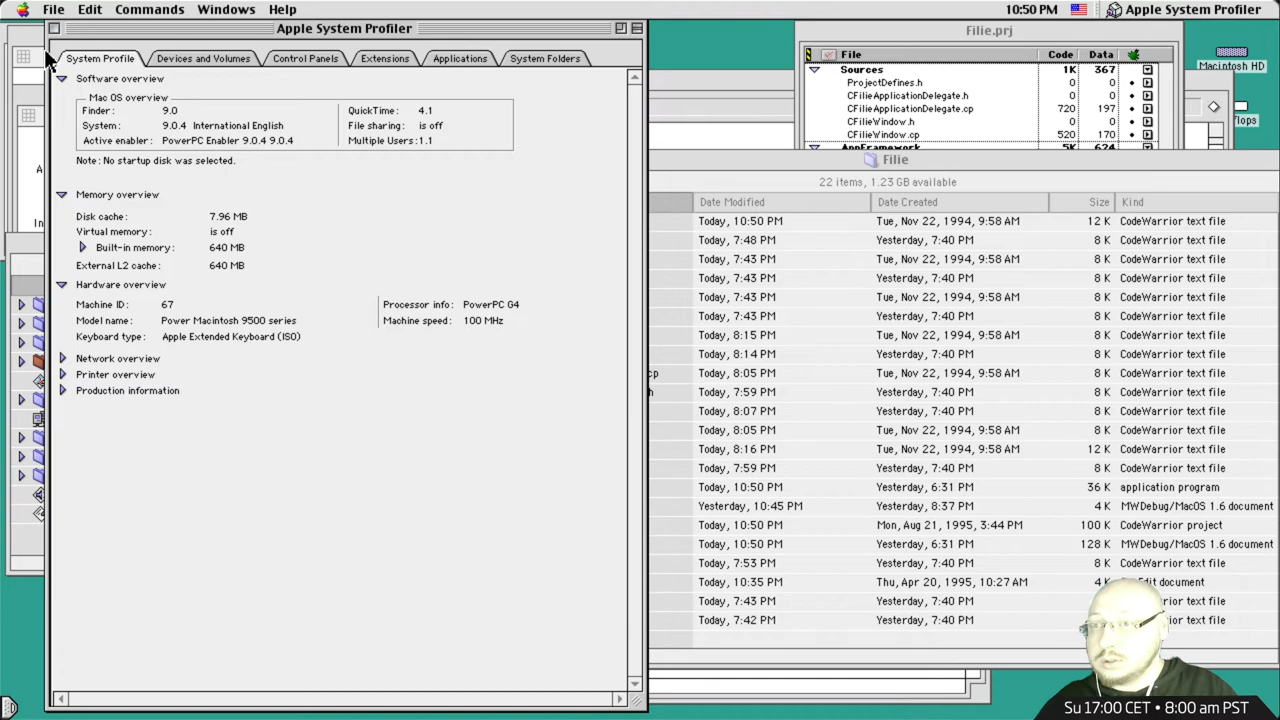 File Edit Commands Windows Help
10:50 PM Apple System Profiler
Apple System Profiler
System Profile Devices and Volumes Control Panels Extensions Applications System Folders
Software overview
Mac OS overview
Finder: 9.0
System: 9.0.4 International English
Active enabler: PowerPC Enabler 9.0.4 9.0.4
QuickTime: 4.1
File sharing: is off
Multiple Users: 1.1
Note: No startup disk was selected.
Memory overview
Disk cache: 7.96 MB
Virtual memory: is off
Built-in memory: 640 MB
External L2 cache: 640 MB
Hardware overview
Machine ID: 67
Model name: Power Macintosh 9500 series
Keyboard type: Apple Extended Keyboard (ISO)
Processor info: PowerPC G4
Machine speed: 100 MHz
Network overview
Printer overview
Production information
Filie.prj
File Code Data
Sources 1K 367
ProjectDefines.h 0 0
CFilieApplicationDelegate.h 0 0
CFilieApplicationDelegate.cp 720 197
CFilieWindow.h 0 0
CFilieWindow.cp 520 170
AppFramework 5K 624
Macintosh HD
Filie
22 items, 1.23 GB available
Date Modified Date Created Size Kind
Today, 10:50 PM Tue, Nov 22, 1994, 9:58 AM 12 K CodeWarrior text file
Today, 7:48 PM Yesterday, 7:40 PM 8 K CodeWarrior text file
Today, 7:43 PM Tue, Nov 22, 1994, 9:58 AM 8 K CodeWarrior text file
Today, 7:43 PM Yesterday, 7:40 PM 8 K CodeWarrior text file
Today, 7:43 PM Tue, Nov 22, 1994, 9:58 AM 8 K CodeWarrior text file
Today, 7:43 PM Yesterday, 7:40 PM 8 K CodeWarrior text file
Today, 8:15 PM Tue, Nov 22, 1994, 9:58 AM 8 K CodeWarrior text file
Today, 8:14 PM Yesterday, 7:40 PM 8 K CodeWarrior text file
cp Today, 8:05 PM Tue, Nov 22, 1994, 9:58 AM 8 K CodeWarrior text file
h Today, 7:59 PM Yesterday, 7:40 PM 8 K CodeWarrior text file
Today, 8:07 PM Yesterday, 7:40 PM 8 K CodeWarrior text file
Today, 8:05 PM Tue, Nov 22, 1994, 9:58 AM 8 K CodeWarrior text file
Today, 8:16 PM Tue, Nov 22, 1994, 9:58 AM 12 K CodeWarrior text file
Today, 7:59 PM Yesterday, 7:40 PM 8 K CodeWarrior text file
Today, 10:50 PM Yesterday, 6:31 PM 36 K application program
Yesterday, 10:45 PM Yesterday, 8:37 PM 4 K MWDebug/MacOS 1.6 document
Today, 10:50 PM Mon, Aug 21, 1995, 3:44 PM 100 K CodeWarrior project
Today, 10:50 PM Yesterday, 6:31 PM 128 K MWDebug/MacOS 1.6 document
Today, 7:53 PM Yesterday, 7:40 PM 8 K CodeWarrior text file
Today, 10:35 PM Thu, Apr 20, 1995, 10:27 AM 4 K Edit document
Today, 7:43 PM Yesterday, 7:40 PM rrior text file
Today, 7:42 PM Yesterday, 7:40 PM rrior text file
Su 17:00 CET • 8:00 am PST